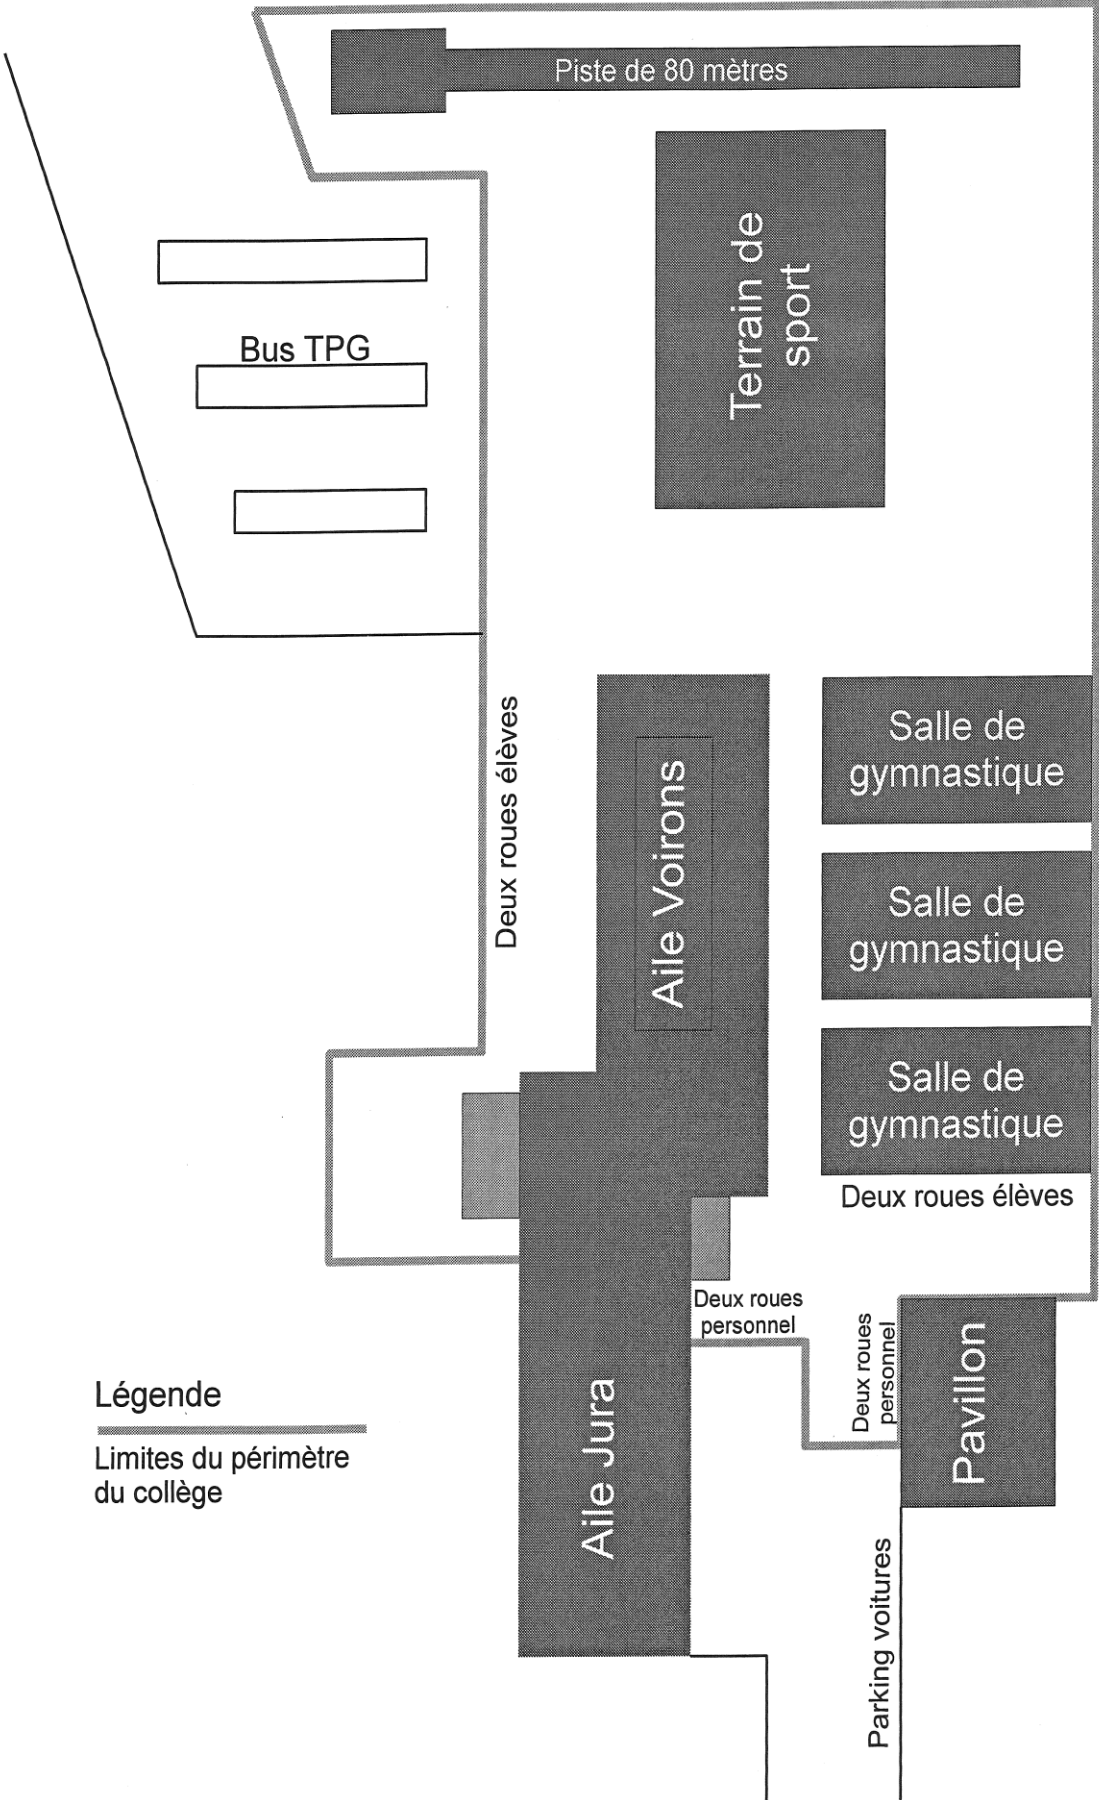 Piste de 80 mètres
Terrain de
sport
Bus TPG
Deux roues élèves
Aile Voirons
Salle de
gymnastique
Salle de
gymnastique
Salle de
gymnastique
Deux roues élèves
Deux roues
personnel
Deux roues
personnel
Pavillon
Aile Jura
Légende
Limites du périmètre
du collège
Parking voitures